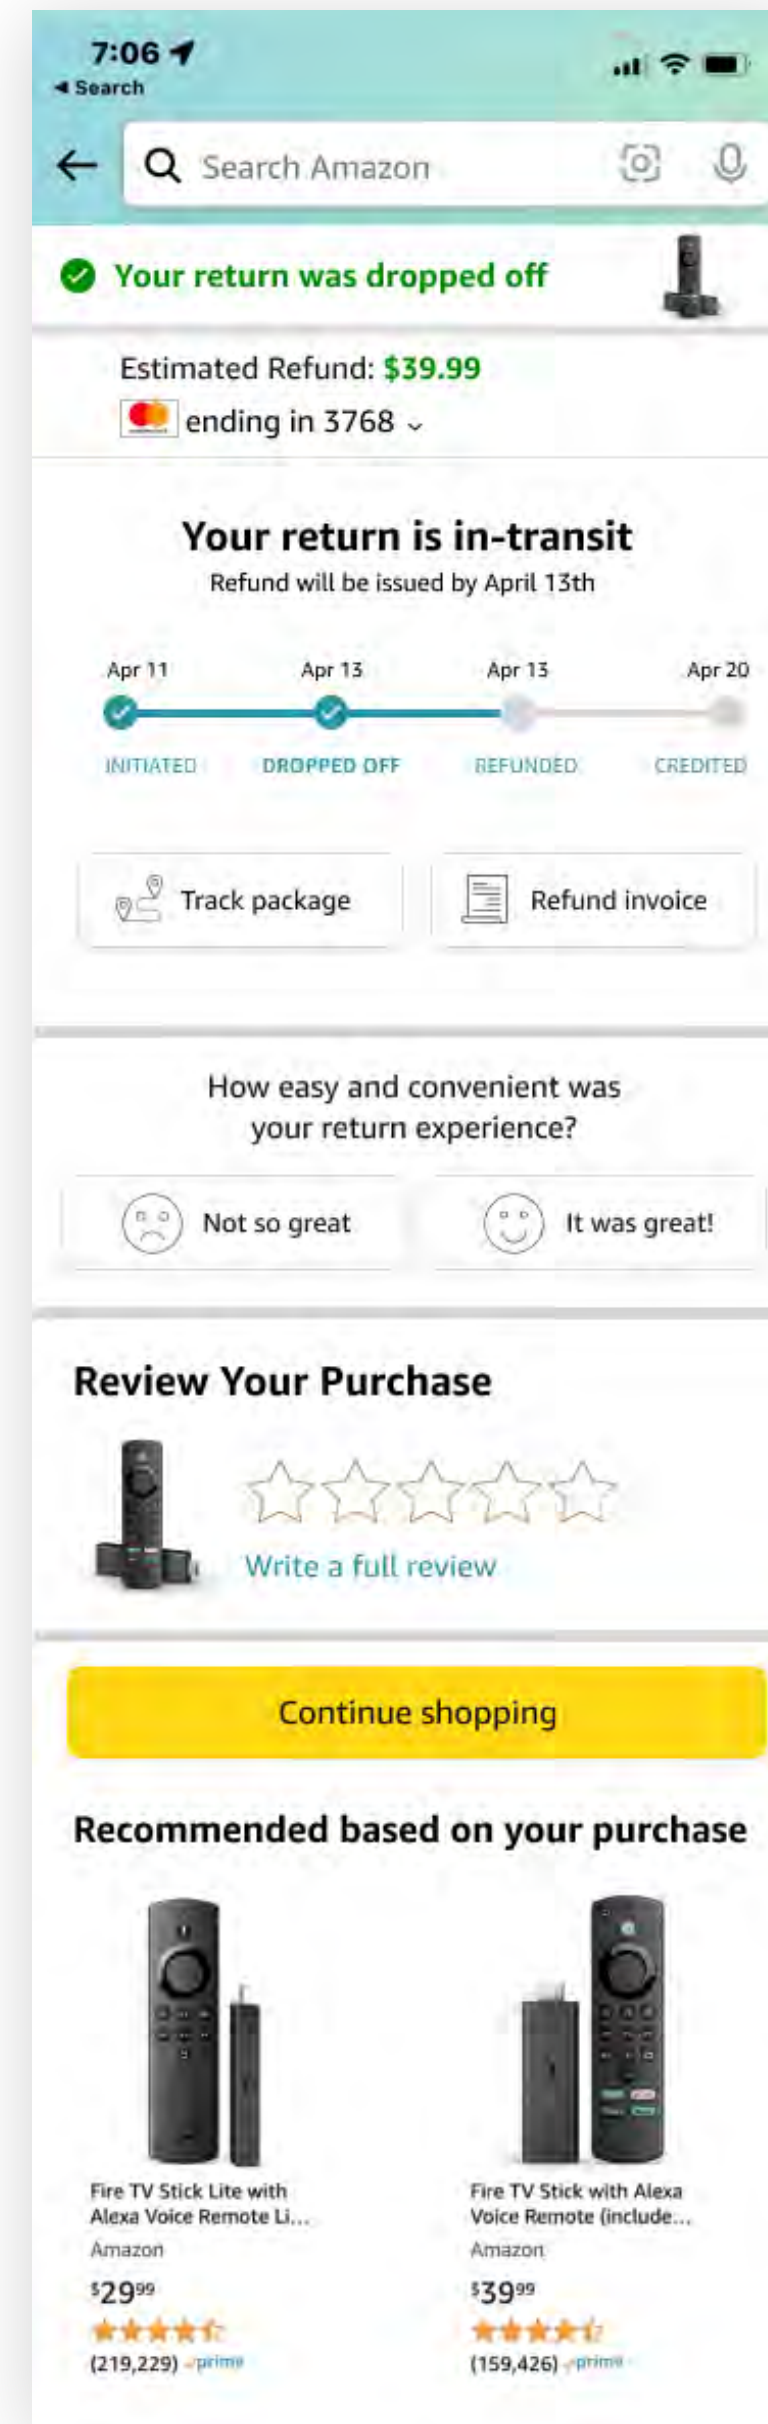 7:06
Search
Search Amazon
Your return was dropped off
Estimated Refund: $39.99
ending in 3768
Your return is in-transit
Refund will be issued by April 13th
Apr 11 Apr 13 Apr 13 Apr 20
INITIATED DROPPED OFF REFUNDED CREDITED
Track package Refund invoice
How easy and convenient was
your return experience?
Not so great It was great!
Review Your Purchase
Write a full review
Continue shopping
Recommended based on your purchase
Fire TV Stick Lite with Fire TV Stick with Alexa
Alexa Voice Remote Li... Voice Remote (include...
Amazon Amazon
$29.99 $39.99
(219,229) prime (159,426) prime